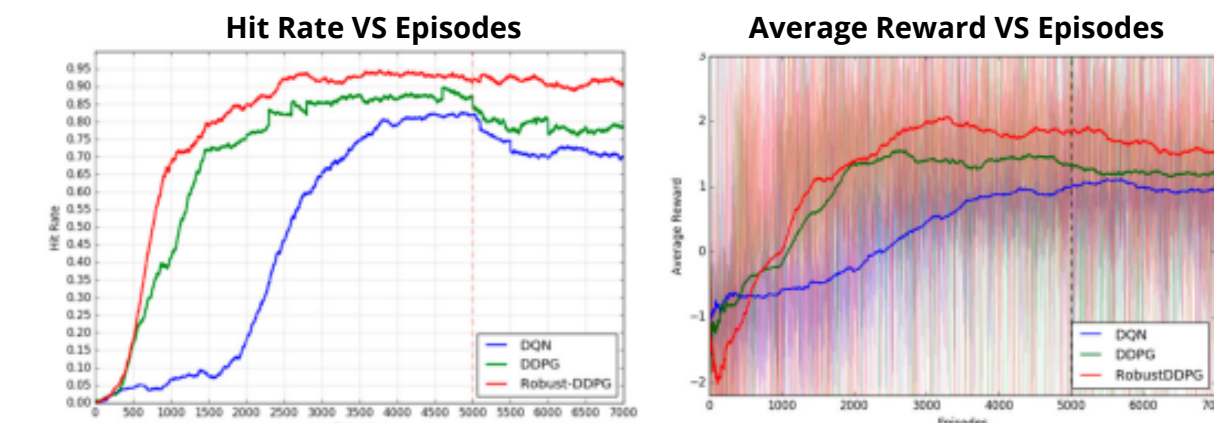 Hit Rate VS Episodes
Average Reward VS Episodes
0.95
0.90
0.85
0.80
0.75
0.70
0.65
0.60
0.55
0.50
0.45
0.40
0.35
0.30
0.25
0.20
0.15
0.10
0.05
0.00
Hit Rate
0 500 1000 1500 2000 2500 3000 3500 4000 4500 5000 5500 6000 6500 7000
DQN
DDPG
Robust-DDPG
3
2
1
0
−1
−2
Average Reward
0 1000 2000 3000 4000 5000 6000
Episodes
DQN
DDPG
RobustDDPG